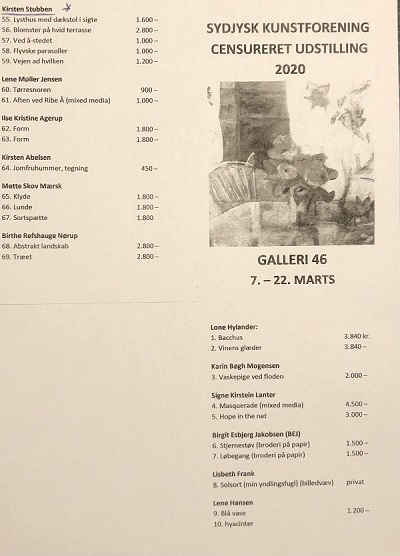 Kirsten Stubben
55. Lysthus med dækstol i sigte 1.600 –
56. Blomster på hvid terrasse 2.800 –
57. Ved å-stedet 1.000 –
58. Flyvske parasoller 1.000 –
59. Vejen ad hvilken 1.200 –
Lene Møller Jensen
60. Tørresnoren 900 –
61. Aften ved Ribe Å (mixed media) 1.000 –
Ilse Kristine Agerup
62. Form 1.800 –
63. Form 1.800 –
Kirsten Abelsen
64. Jomfruhummer, tegning 450 –
Mette Skov Mærsk
65. Klyde 1.800 –
66. Lunde 1.800 –
67. Sortspætte 1.800
Birthe Refshauge Nørup
68. Abstrakt landskab 2.800 –
69. Træet 2.800 –
SYDJYSK KUNSTFORENING
CENSURERET UDSTILLING
2020
GALLERI 46
7. – 22. MARTS
Lone Hylander:
1. Bacchus 3.840 kr.
2. Vinens glæder 3.840 –
Karin Bøgh Mogensen
3. Vaskepige ved floden 2.000 –
Signe Kirstein Lanter
4. Masquerade (mixed media) 4.500 –
5. Hope in the net 3.000 –
Birgit Esbjerg Jakobsen (BEJ)
6. Stjernestøv (broderi på papir) 1.500 –
7. Løbegang (broderi på papir) 1.500 –
Lisbeth Frank
8. Solsort (min yndlingsfugl) (billedvæv) privat
Lene Hansen
9. Blå vase 1.200 –
10. hyacinter